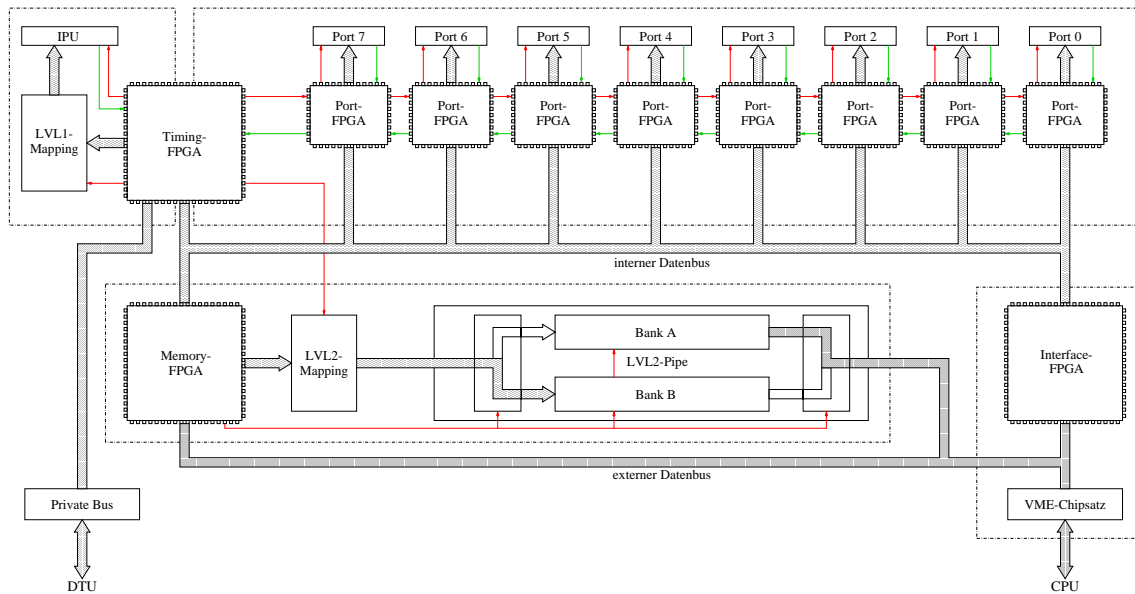 IPU
Port 7
Port 6
Port 5
Port 4
Port 3
Port 2
Port 1
Port 0
LVL1-
Mapping
Timing-
FPGA
Port-
FPGA
Port-
FPGA
Port-
FPGA
Port-
FPGA
Port-
FPGA
Port-
FPGA
Port-
FPGA
Port-
FPGA
interner Datenbus
Memory-
FPGA
LVL2-
Mapping
Bank A
LVL2-Pipe
Bank B
Interface-
FPGA
externer Datenbus
Private Bus
VME-Chipsatz
DTU
CPU